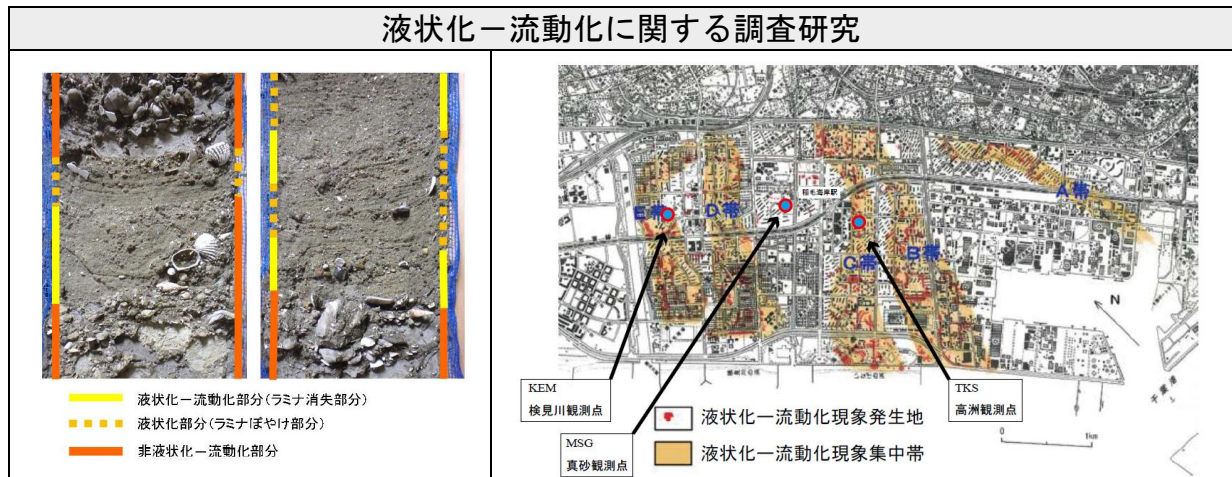 液状化－流動化に関する調査研究
液状化－流動化部分(ラミナ消失部分)
液状化部分(ラミナぼやけ部分)
非液状化－流動化部分
稲毛海岸駅
A帯
E帯
D帯
C帯
B帯
N
千葉港
KEM
検見川観測点
MSG
真砂観測点
TKS
高洲観測点
液状化－流動化現象発生地
液状化－流動化現象集中帯
0
1km